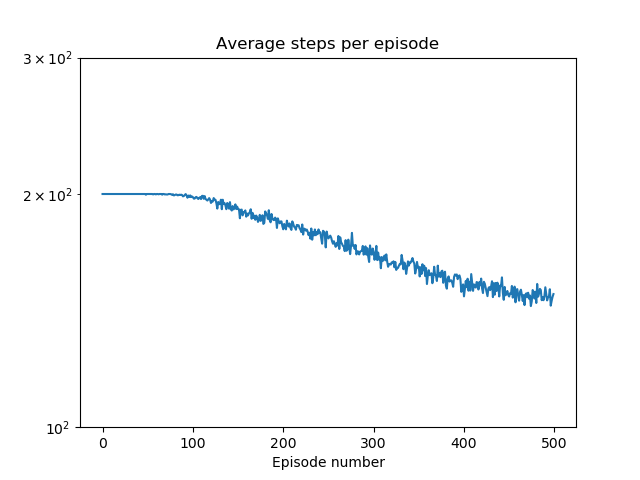 Average steps per episode
3 × 10²
2 × 10²
10²
0 100 200 300 400 500
Episode number